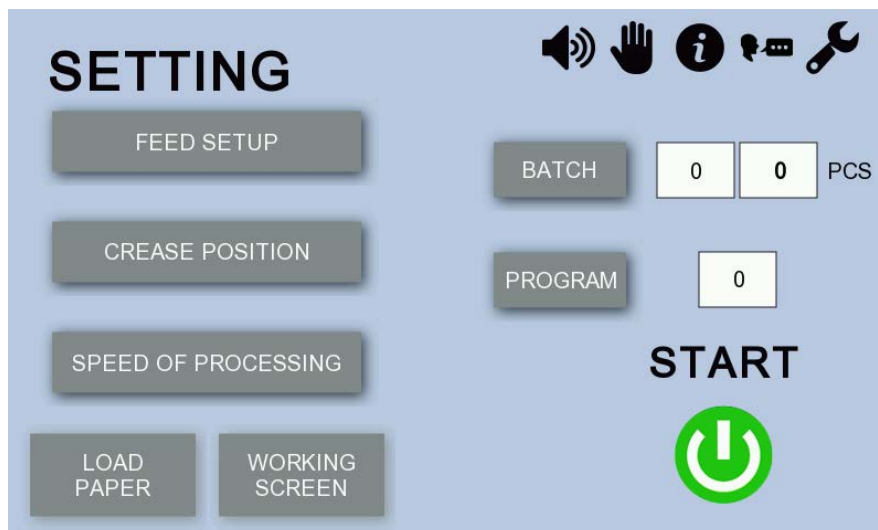 SETTING
FEED SETUP
CREASE POSITION
SPEED OF PROCESSING
LOAD
PAPER
WORKING
SCREEN
BATCH
0
0
PCS
PROGRAM
0
START